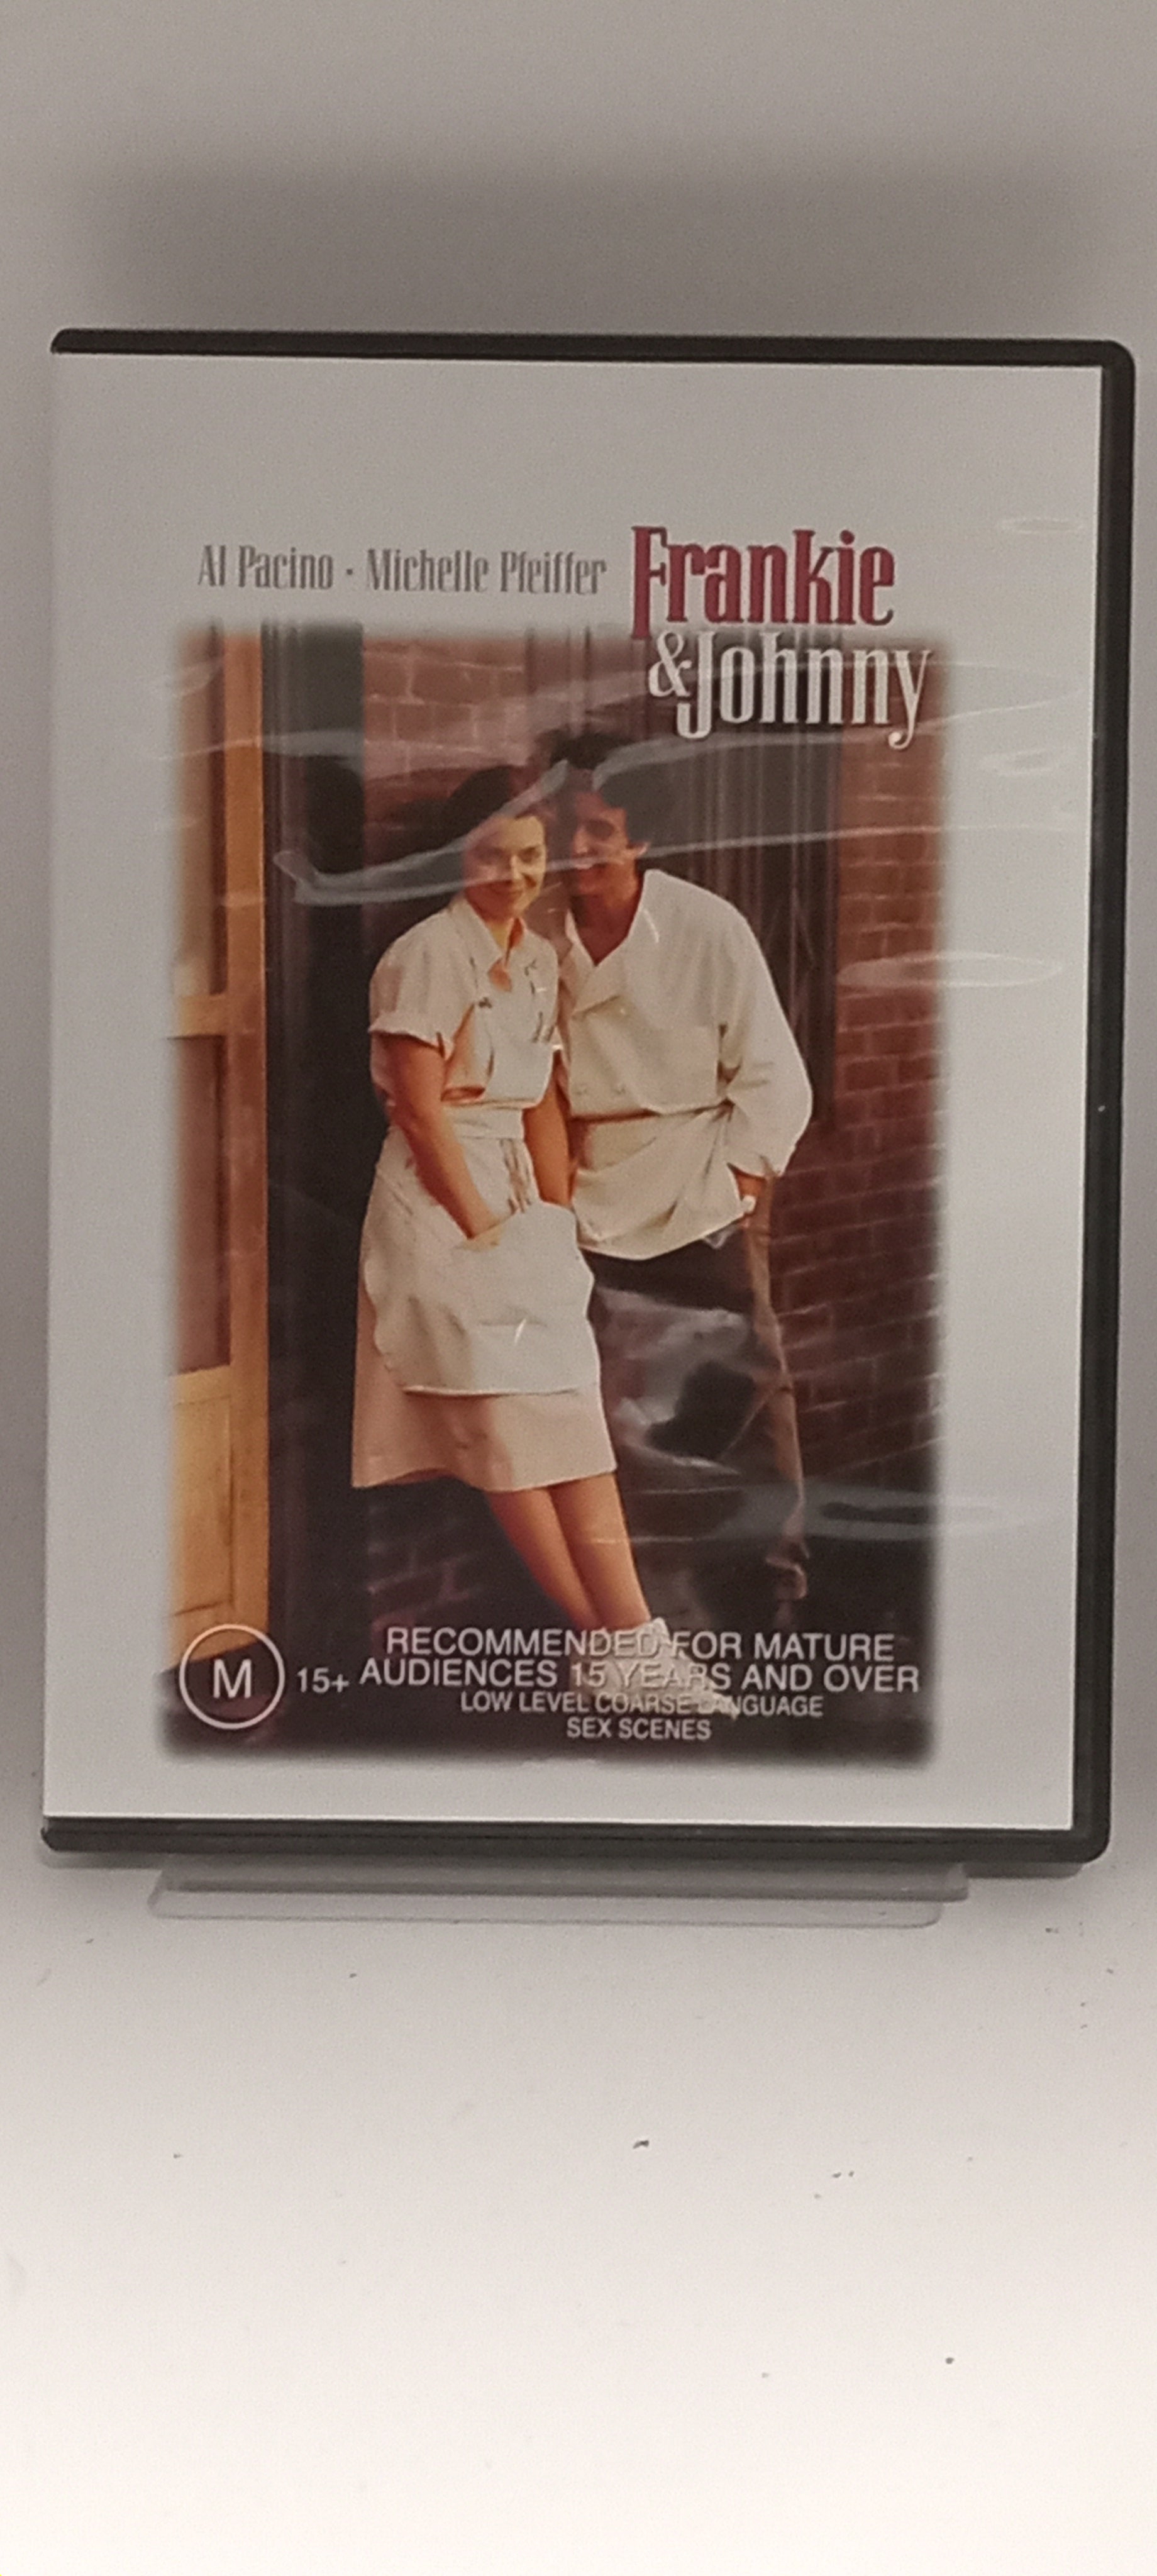 Al Pacino · Michelle Pfeiffer
Frankie
&Johnny
RECOMMENDED FOR MATURE
M 15+ AUDIENCES 15 YEARS AND OVER
LOW LEVEL COARSE LANGUAGE
SEX SCENES